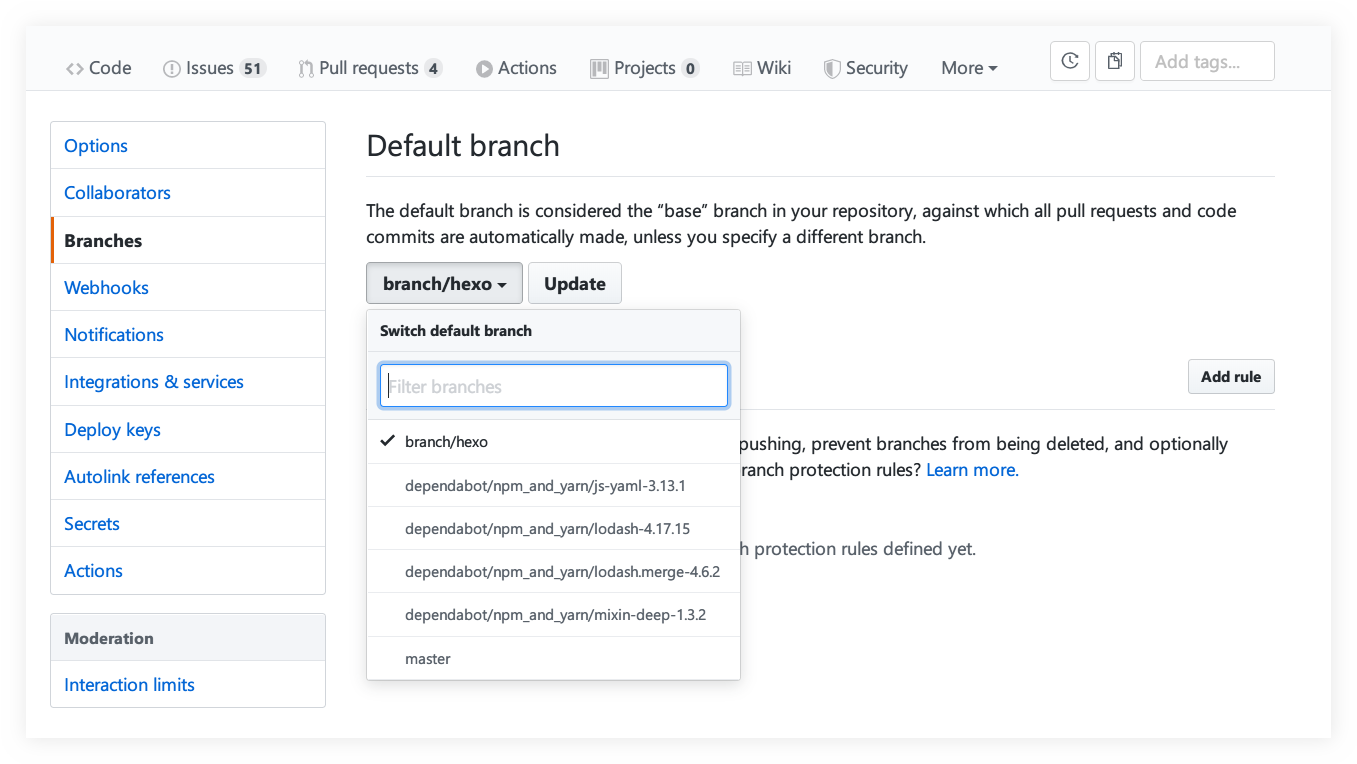 Code Issues 51 Pull requests 4 Actions Projects 0 Wiki Security More Add tags...
Options
Collaborators
Branches
Webhooks
Notifications
Integrations & services
Deploy keys
Autolink references
Secrets
Actions
Moderation
Interaction limits
Default branch
The default branch is considered the “base” branch in your repository, against which all pull requests and code
commits are automatically made, unless you specify a different branch.
branch/hexo Update
Switch default branch
Filter branches
branch/hexo
dependabot/npm_and_yarn/js-yaml-3.13.1
dependabot/npm_and_yarn/lodash-4.17.15
dependabot/npm_and_yarn/lodash.merge-4.6.2
dependabot/npm_and_yarn/mixin-deep-1.3.2
master
Add rule
pushing, prevent branches from being deleted, and optionally
ranch protection rules? Learn more.
h protection rules defined yet.